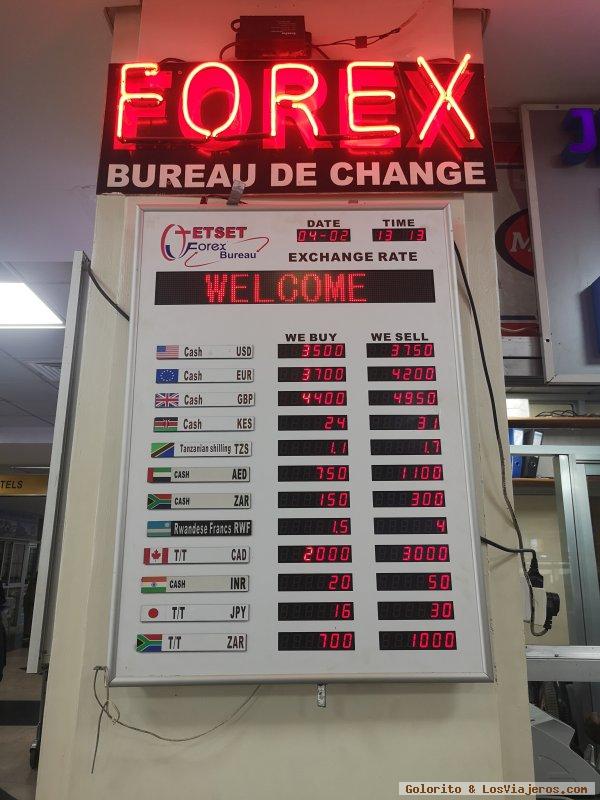 FOREX
BUREAU DE CHANGE
JETSET
Forex
Bureau
DATE TIME
04-02 13 13
EXCHANGE RATE
WELCOME
WE BUY WE SELL
Cash USD 3500 3750
Cash EUR 3700 4200
Cash GBP 4400 4950
Cash KES 24 31
Tanzanian shilling TZS 1.1 1.7
CASH AED 750 1100
CASH ZAR 150 300
Rwandese Francs RWF 1.5 4
T/T CAD 2000 3000
CASH INR 20 50
T/T JPY 16 30
T/T ZAR 700 1000
TELS
Golorito & LosViajeros.com